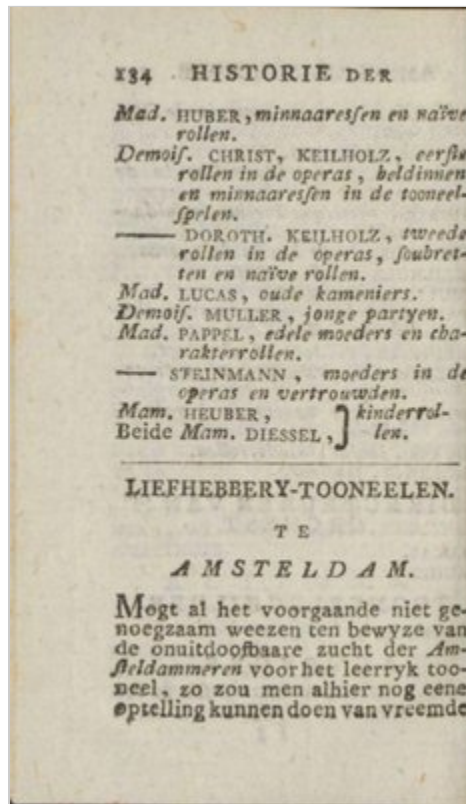 134 HISTORIE DER
Mad. HUBER, minnaaresſen en naïve
rollen.
Demoiſ. CHRIST, KEILHOLZ, eerſte
rollen in de operas, heldinnen
en minnaaresſen in de tooneel-
ſpelen.
—— DOROTH. KEILHOLZ, tweede
rollen in de operas, ſoubret-
ten en naïve rollen.
Mad. LUCAS, oude kameniers.
Demoiſ. MULLER, jonge partyen.
Mad. PAPPEL, edele moeders en cha-
rakterrollen.
—— STEINMANN, moeders in de
operas en vertrouwden.
Mam. HEUBER, } kinderrol-
Beide Mam. DIESSEL, } len.
LIEFHEBBERY-TOONEELEN.
TE
AMSTELDAM.
Mogt al het voorgaande niet ge-
noegzaam weezen ten bewyze van
de onuitdoofbaare zucht der Am-
ſteldammeren voor het leerryk too-
neel, zo zou men alhier nog eene
optelling kunnen doen van vreemde